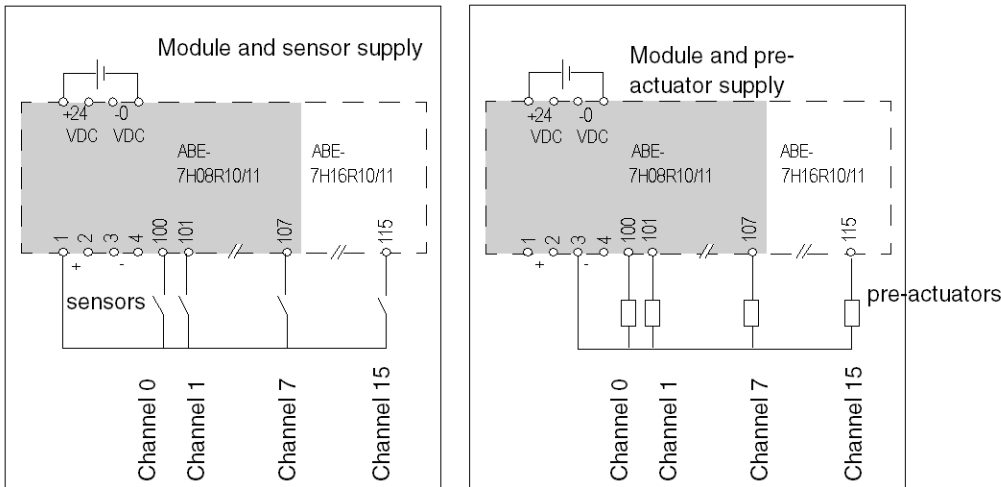 Module and sensor supply
+24 -0
VDC VDC
ABE-
7H08R10/11
ABE-
7H16R10/11
1 2 3 4 100 101 107 115
+ -
sensors
Channel 0
Channel 1
Channel 7
Channel 15
Module and pre-
actuator supply
+24 -0
VDC VDC
ABE-
7H08R10/11
ABE-
7H16R10/11
1 2 3 4 100 101 107 115
+ -
pre-actuators
Channel 0
Channel 1
Channel 7
Channel 15